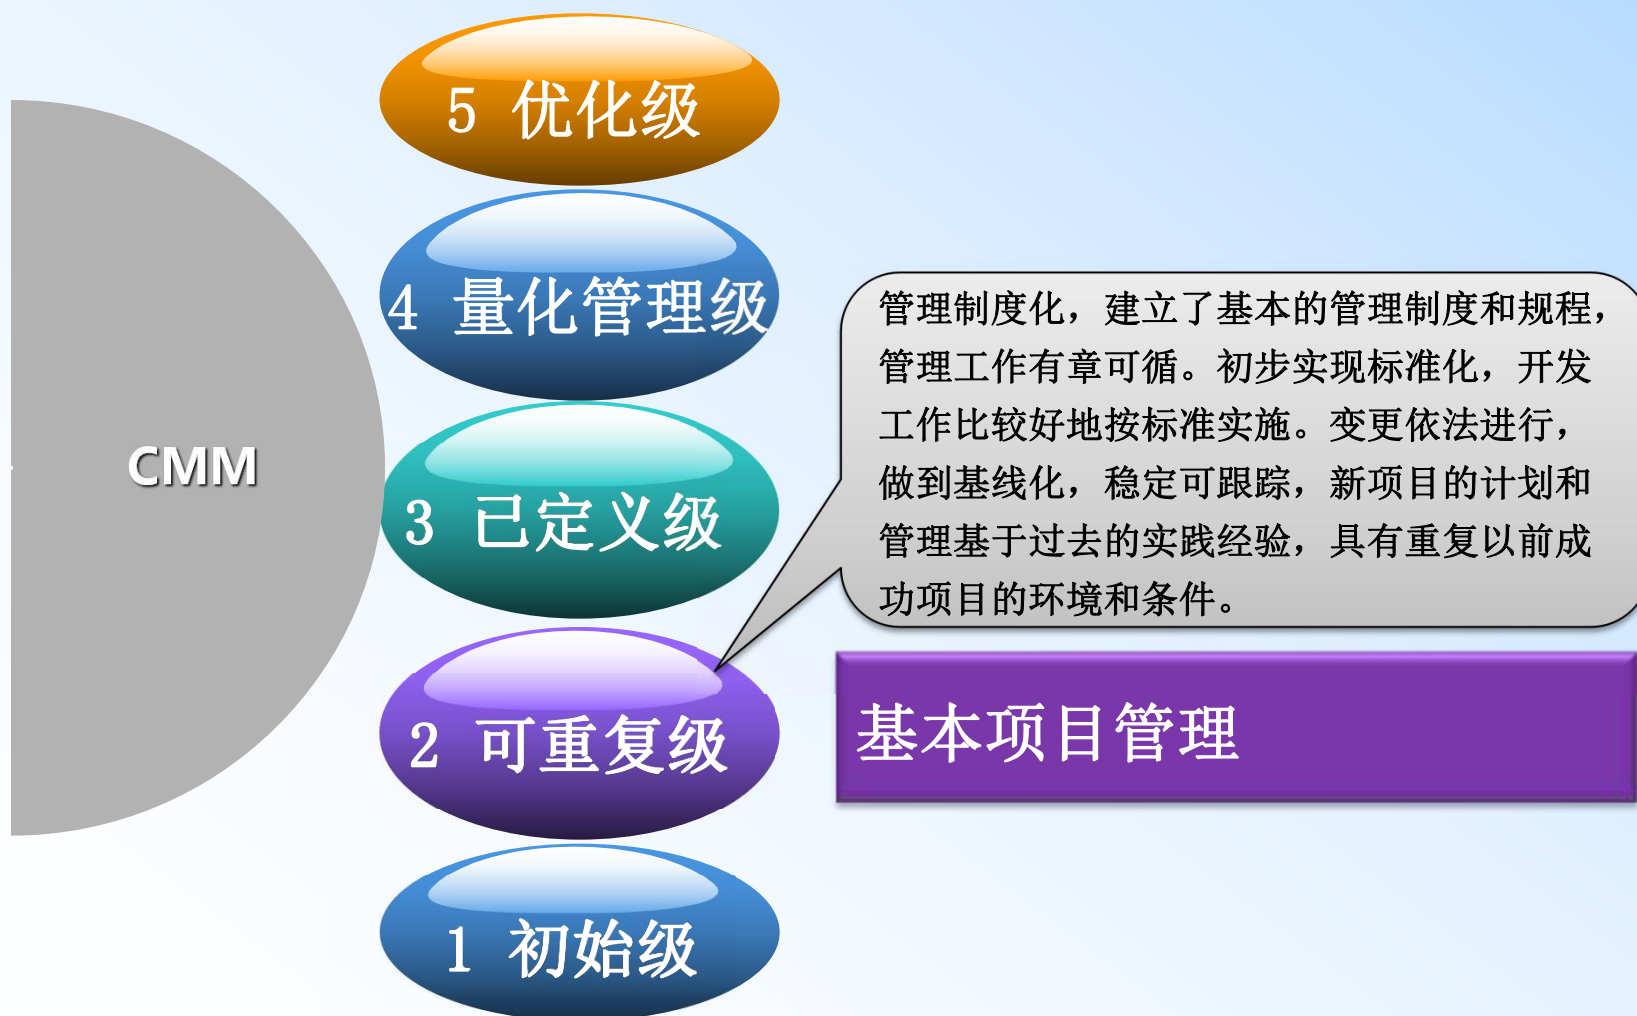 CMM
5 优化级
4 量化管理级
3 已定义级
2 可重复级
1 初始级
管理制度化，建立了基本的管理制度和规程，
管理工作有章可循。初步实现标准化，开发
工作比较好地按标准实施。变更依法进行，
做到基线化，稳定可跟踪，新项目的计划和
管理基于过去的实践经验，具有重复以前成
功项目的环境和条件。
基本项目管理